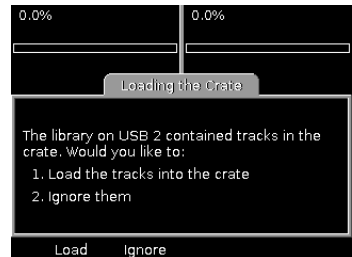 0.0%
0.0%
Loading the Crate
The library on USB 2 contained tracks in the
crate. Would you like to:
1. Load the tracks into the crate
2. Ignore them
Load
Ignore